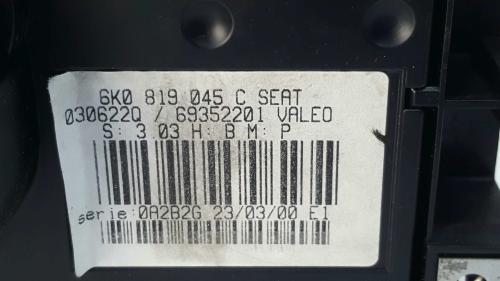 6K0 819 045 C SEAT
030622Q / 69352201 VALEO
S: 3 03 H: B M: P
serie:0A2B2G 23/03/00 E1